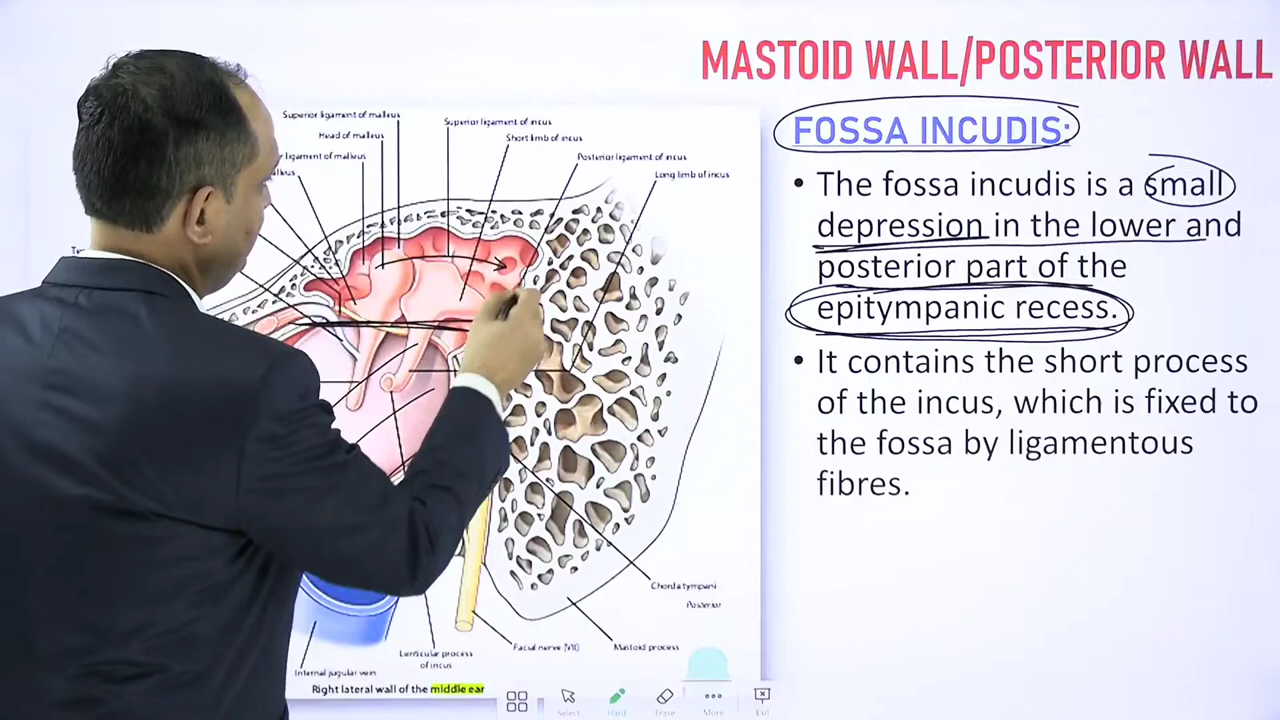 MASTOID WALL/POSTERIOR WALL
FOSSA INCUDIS:
• The fossa incudis is a small
depression in the lower and
posterior part of the
epitympanic recess.
• It contains the short process
of the incus, which is fixed to
the fossa by ligamentous
fibres.
Superior ligament of malleus
Superior ligament of incus
Head of malleus
Short limb of incus
ligament of malleus
Posterior ligament of incus
Long limb of incus
Chorda tympani
Posterior
Facial nerve [VII]
Mastoid process
Lenticular process
of incus
Internal jugular vein
Right lateral wall of the middle ear
Select
Erase
More
Exit